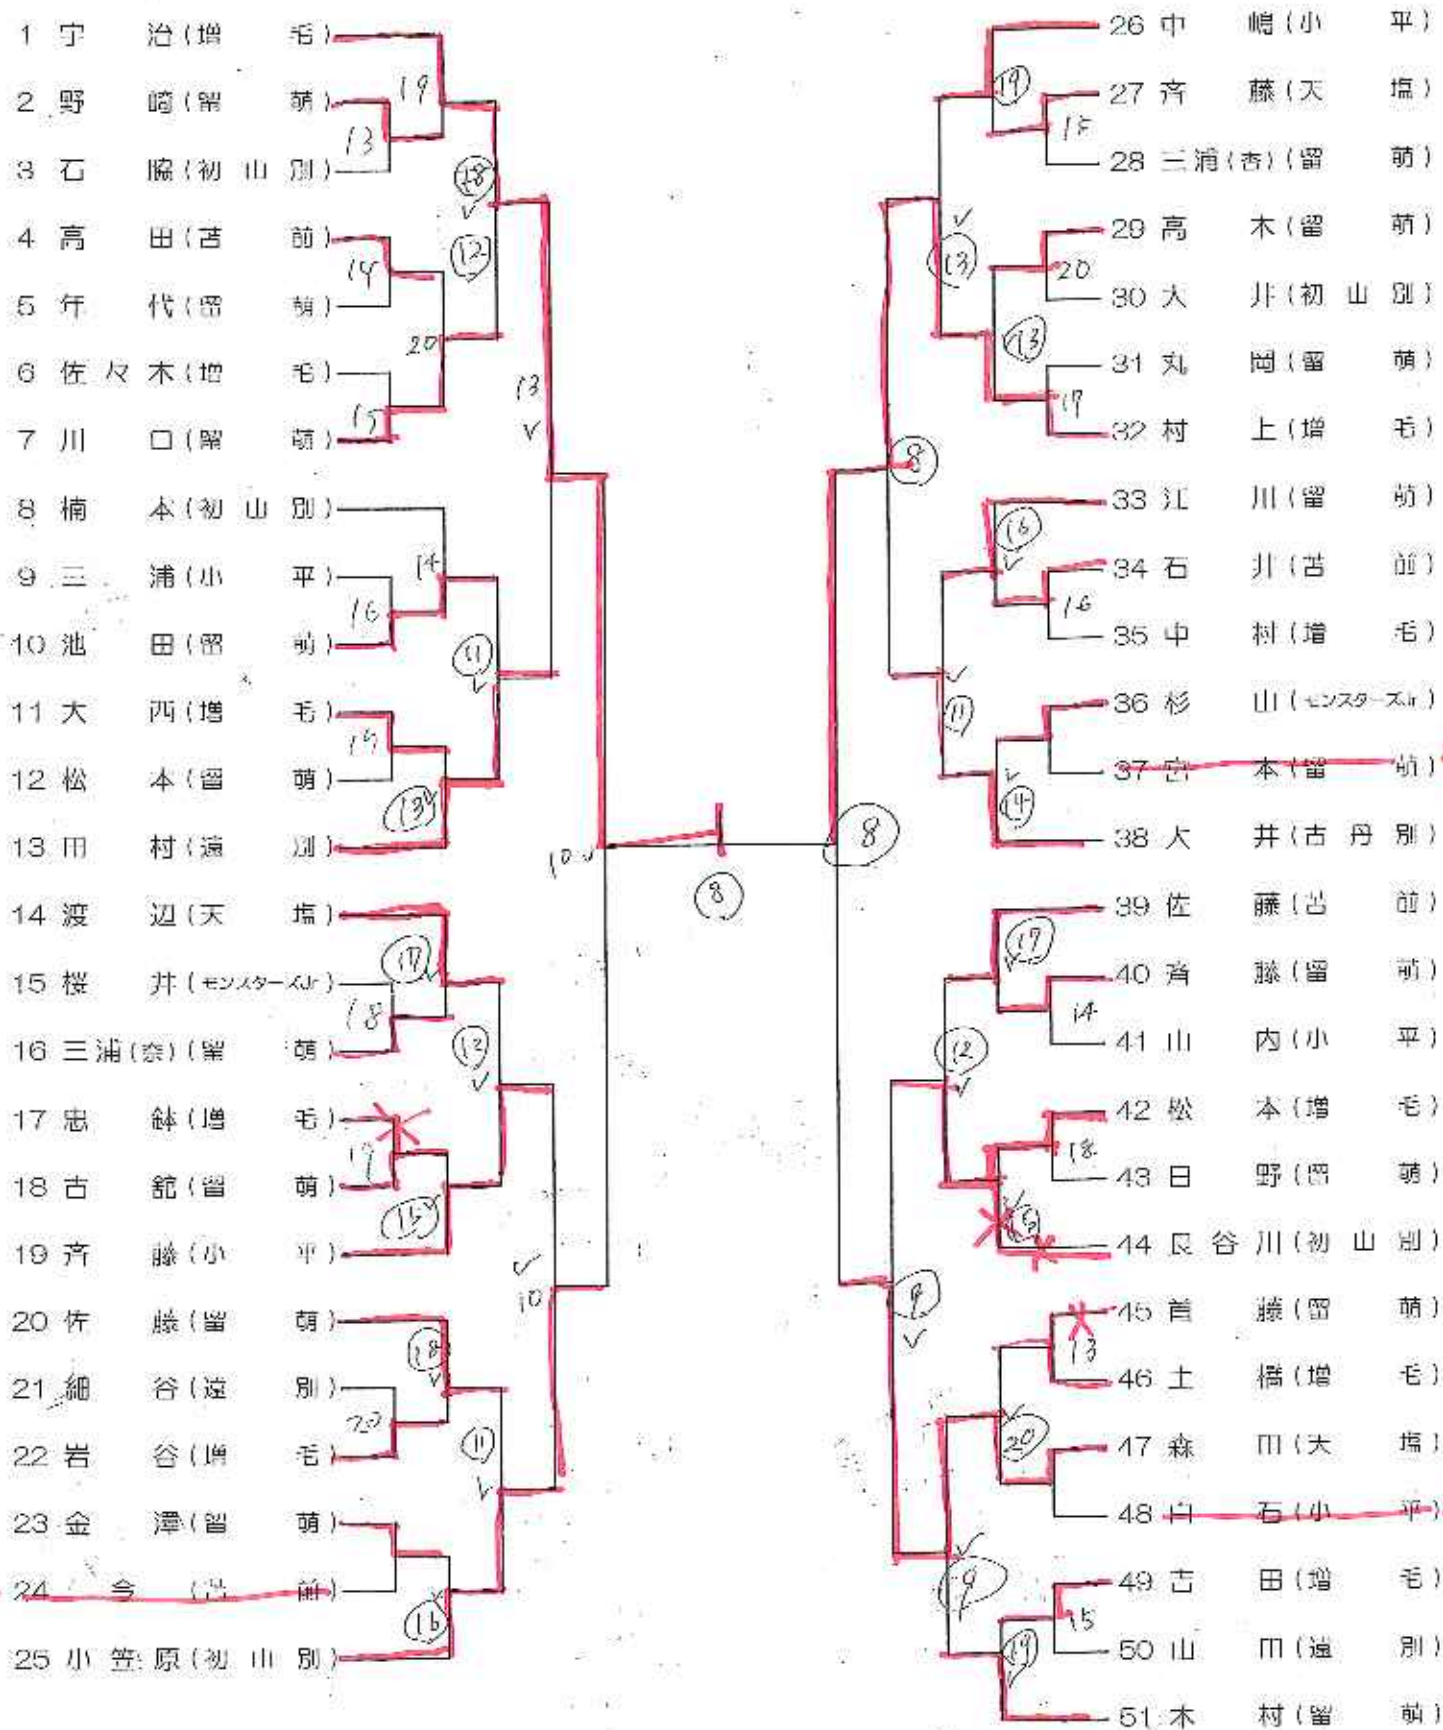 1 宇 治 (増 毛)
2 野 崎 (留 萌)
3 石 脇 (初 山 別)
4 高 田 (苫 前)
5 年 代 (留 萌)
6 佐 々 木 (増 毛)
7 川 口 (留 萌)
8 楠 本 (初 山 別)
9 三 浦 (小 平)
10 池 田 (留 萌)
11 大 西 (増 毛)
12 松 本 (留 萌)
13 田 村 (遠 別)
14 渡 辺 (天 塩)
15 桜 井 (モンスターズJr)
16 三 浦 (奈) (留 萌)
17 忠 鉢 (増 毛)
18 古 舘 (留 萌)
19 斉 藤 (小 平)
20 佐 藤 (留 萌)
21 細 谷 (遠 別)
22 岩 谷 (増 毛)
23 金 澤 (留 萌)
24 今 (苫 前)
25 小 笠 原 (初 山 別)
19
13
18
12
14
20
15
13
14
16
11
19
13
10
8
17
18
12
19
15
10
18
20
11
16
26 中 嶋 (小 平)
27 斉 藤 (天 塩)
28 三浦 (杏) (留 萌)
29 高 木 (留 萌)
30 大 井 (初 山 別)
31 丸 岡 (留 萌)
32 村 上 (増 毛)
33 江 川 (留 萌)
34 石 井 (苫 前)
35 中 村 (増 毛)
36 杉 山 (モンスターズJr)
37 宮 本 (留 萌)
38 大 井 (古 丹 別)
39 佐 藤 (苫 前)
40 斉 藤 (留 萌)
41 山 内 (小 平)
42 松 本 (増 毛)
43 日 野 (留 萌)
44 長 谷 川 (初 山 別)
45 首 藤 (留 萌)
46 土 橋 (増 毛)
47 森 田 (天 塩)
48 白 石 (小 平)
49 吉 田 (増 毛)
50 山 田 (遠 別)
51 木 村 (留 萌)
19
15
13
20
13
17
8
16
16
11
14
8
17
14
12
18
15
9
13
20
9
15
19